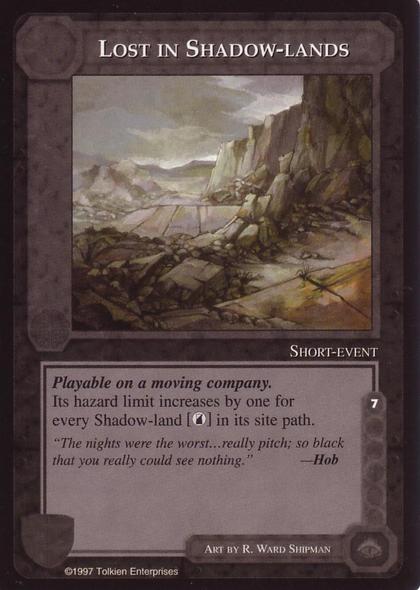 Lost in Shadow-lands
Short-event
Playable on a moving company.
Its hazard limit increases by one for
every Shadow-land [] in its site path.
7
“The nights were the worst...really pitch; so black
that you really could see nothing.” —Hob
Art by R. Ward Shipman
©1997 Tolkien Enterprises